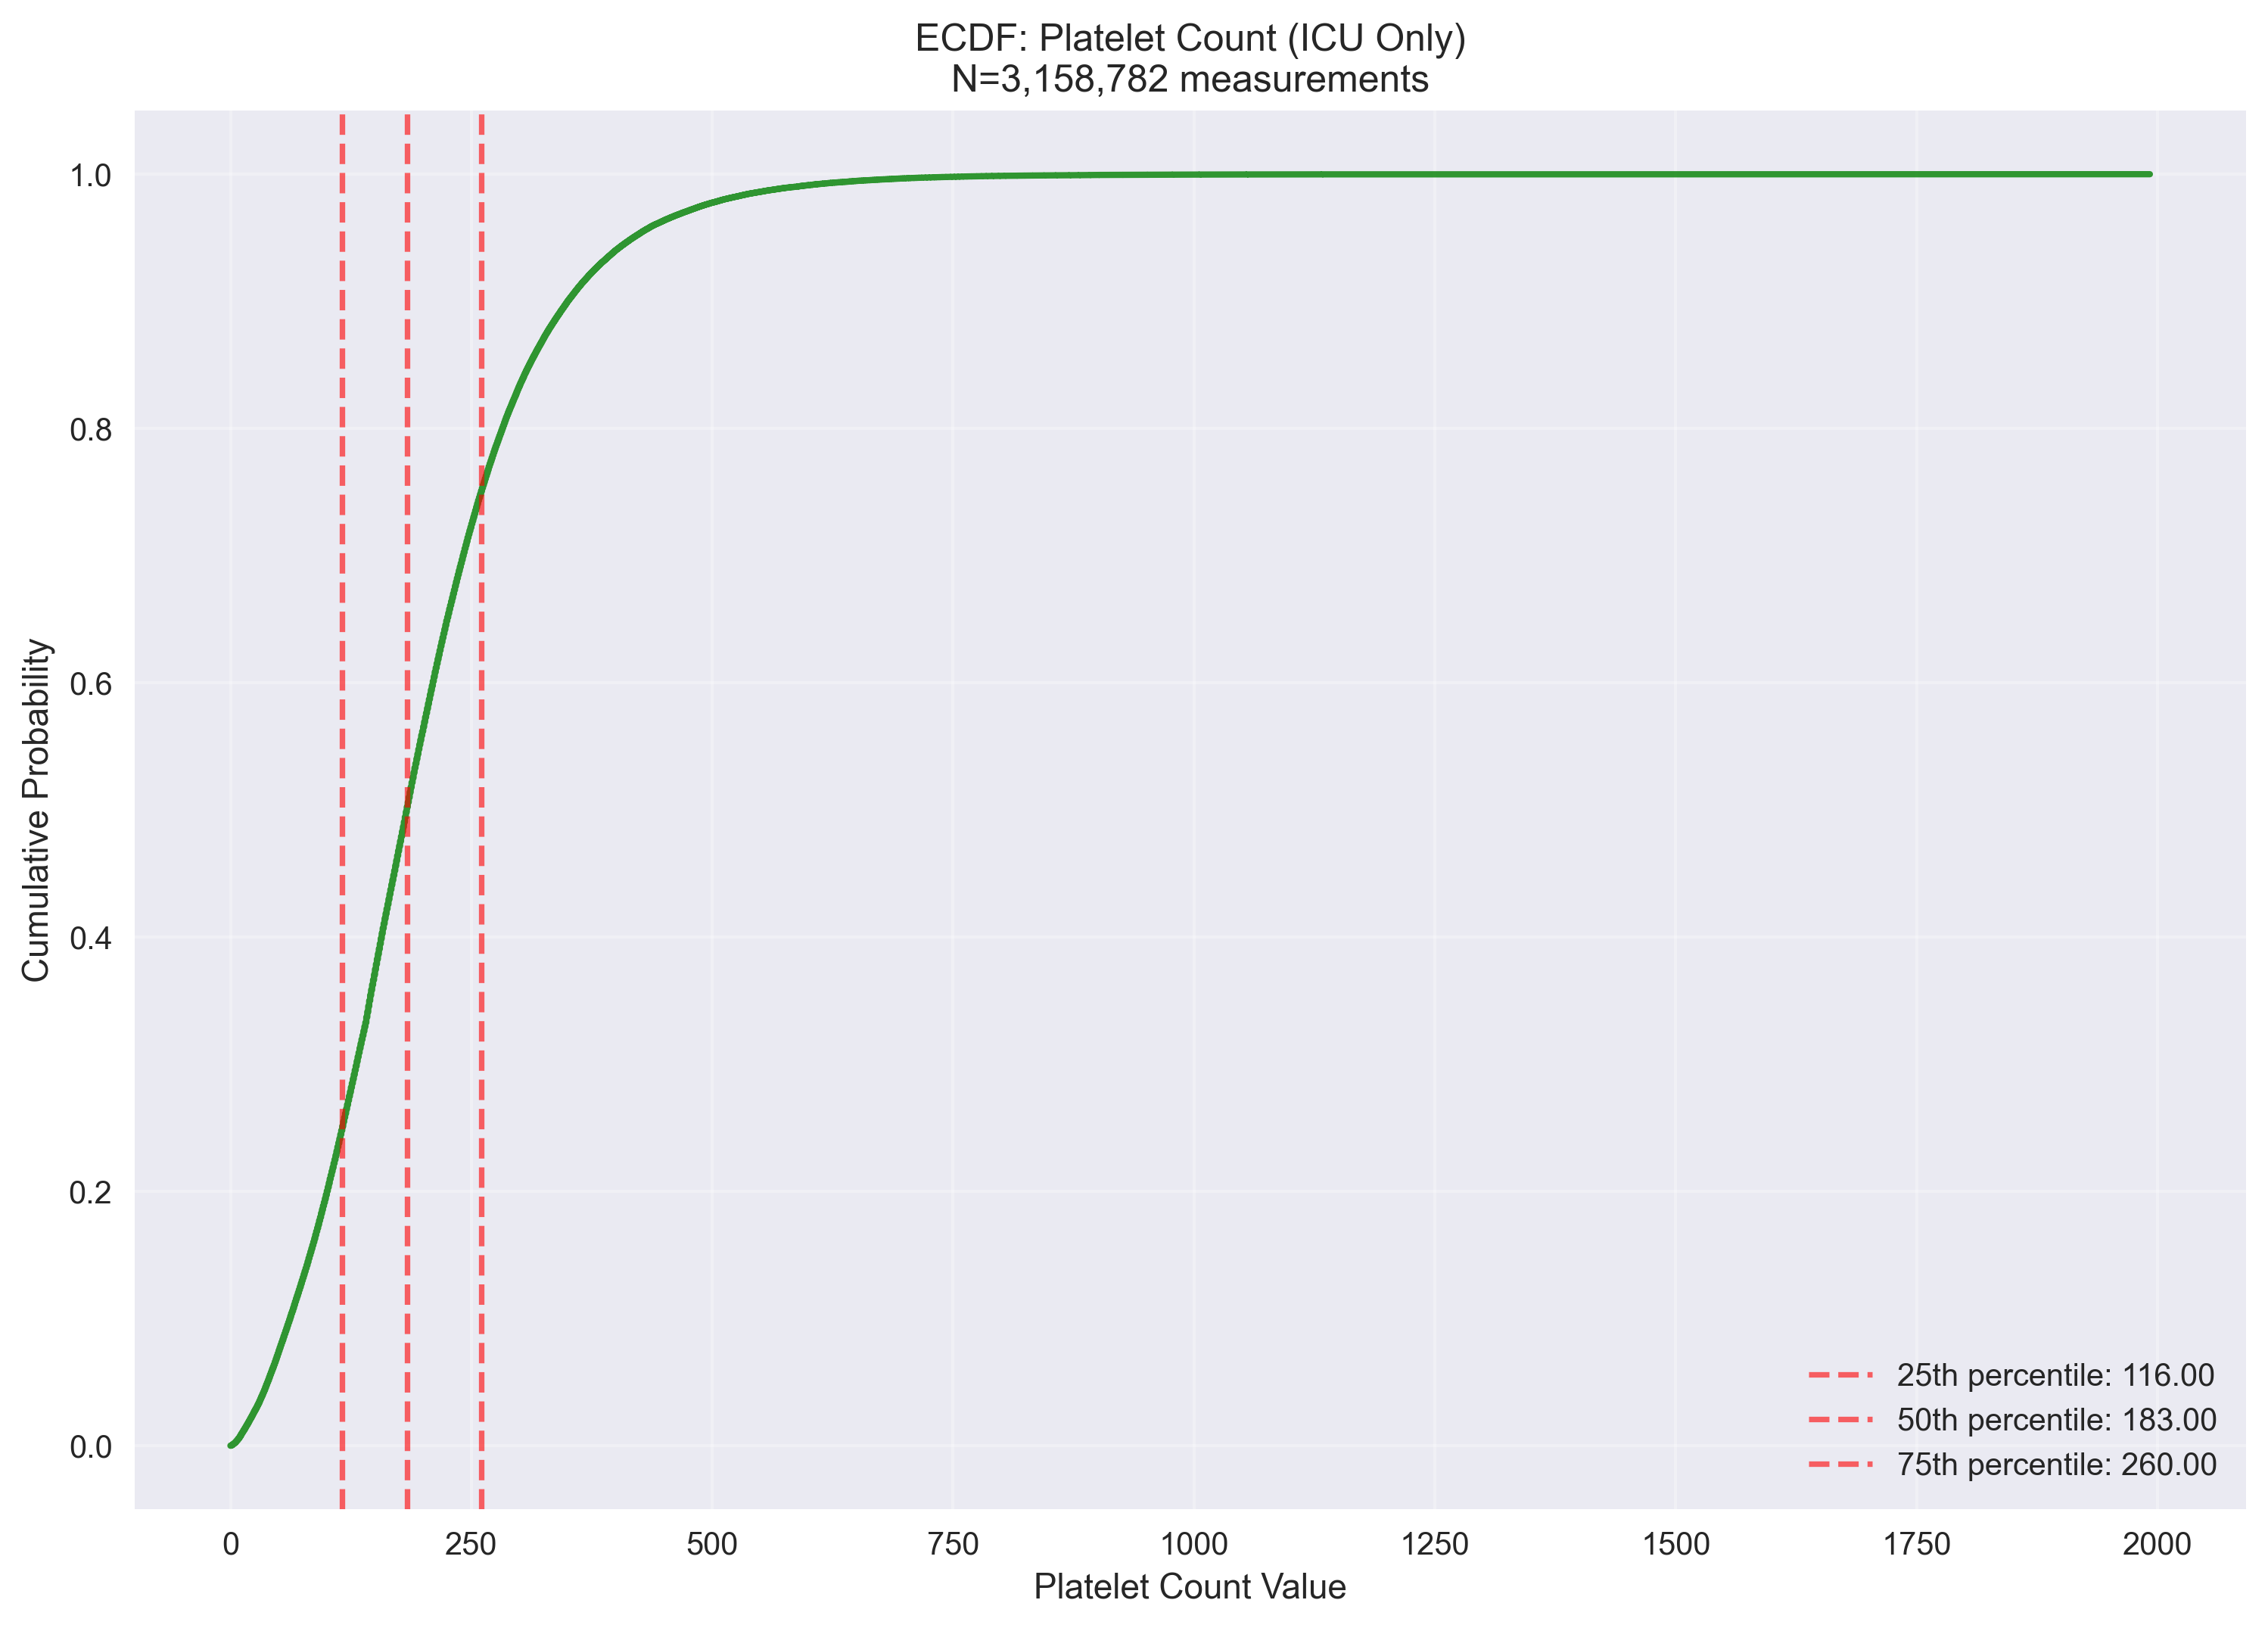 ECDF: Platelet Count (ICU Only)
N=3,158,782 measurements
Cumulative Probability
1.0
0.8
0.6
0.4
0.2
0.0
25th percentile: 116.00
50th percentile: 183.00
75th percentile: 260.00
0 250 500 750 1000 1250 1500 1750 2000
Platelet Count Value